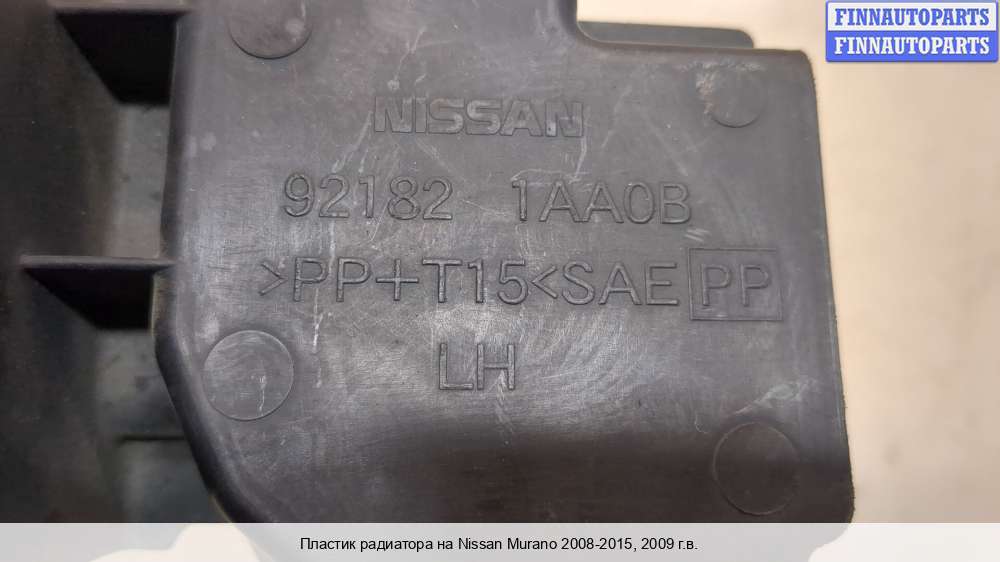 FINNAUTOPARTS
FINNAUTOPARTS
NISSAN
92182 1AA0B
>PP+T15<SAE PP
LH
Пластик радиатора на Nissan Murano 2008-2015, 2009 г.в.